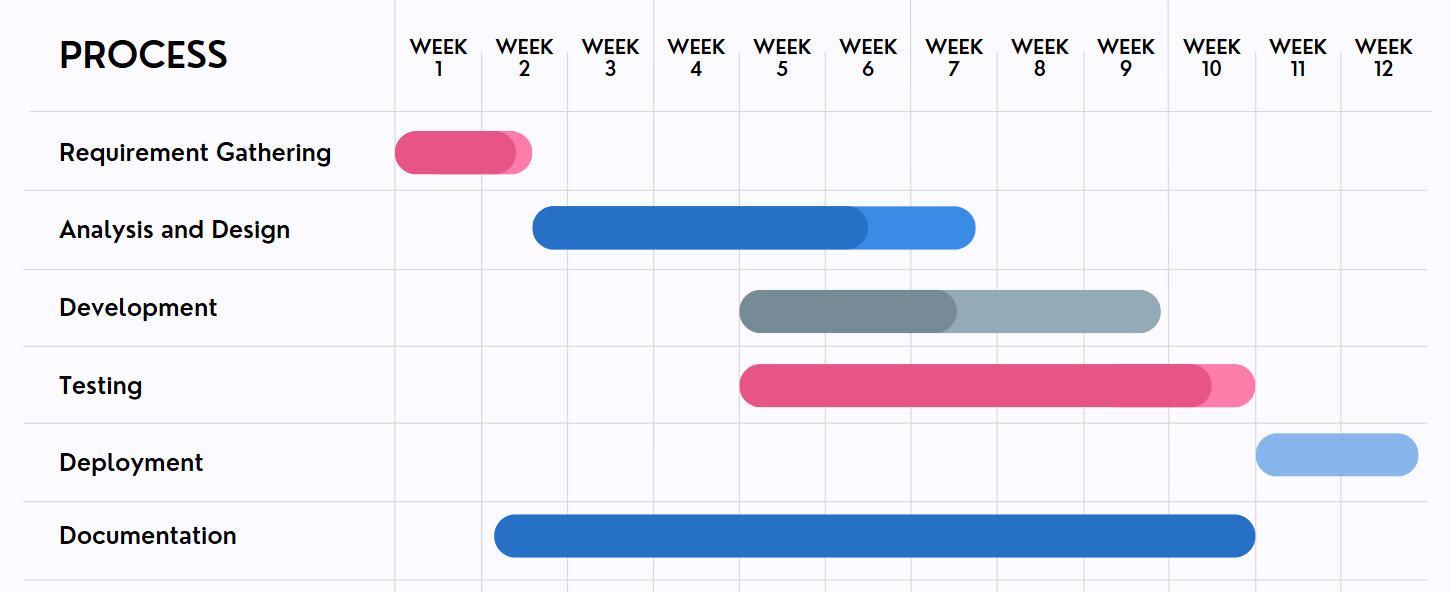 PROCESS
WEEK 1
WEEK 2
WEEK 3
WEEK 4
WEEK 5
WEEK 6
WEEK 7
WEEK 8
WEEK 9
WEEK 10
WEEK 11
WEEK 12
Requirement Gathering
Analysis and Design
Development
Testing
Deployment
Documentation